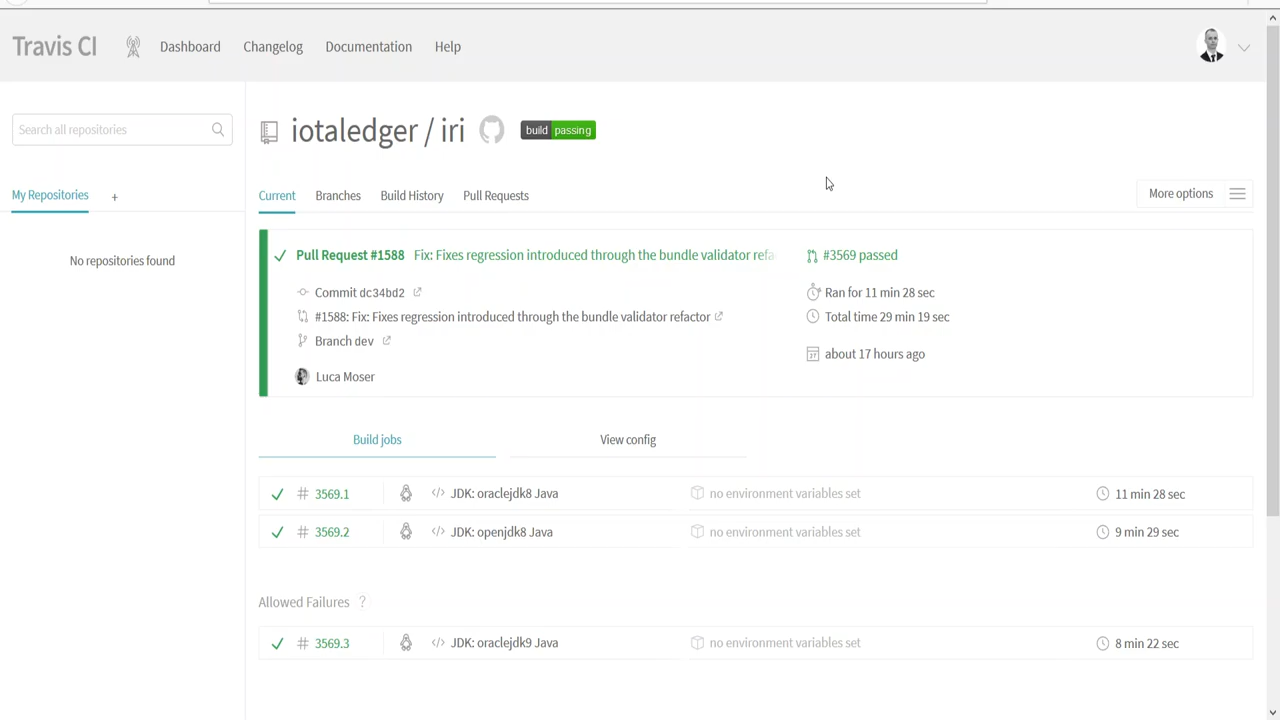 Travis CI
Dashboard
Changelog
Documentation
Help
Search all repositories
My Repositories
+
No repositories found
iotaledger / iri
build passing
Current
Branches
Build History
Pull Requests
More options
Pull Request #1588 Fix: Fixes regression introduced through the bundle validator refa
#3569 passed
Commit dc34bd2
Ran for 11 min 28 sec
#1588: Fix: Fixes regression introduced through the bundle validator refactor
Total time 29 min 19 sec
Branch dev
about 17 hours ago
Luca Moser
Build jobs
View config
# 3569.1 </> JDK: oraclejdk8 Java no environment variables set 11 min 28 sec
# 3569.2 </> JDK: openjdk8 Java no environment variables set 9 min 29 sec
Allowed Failures ?
# 3569.3 </> JDK: oraclejdk9 Java no environment variables set 8 min 22 sec